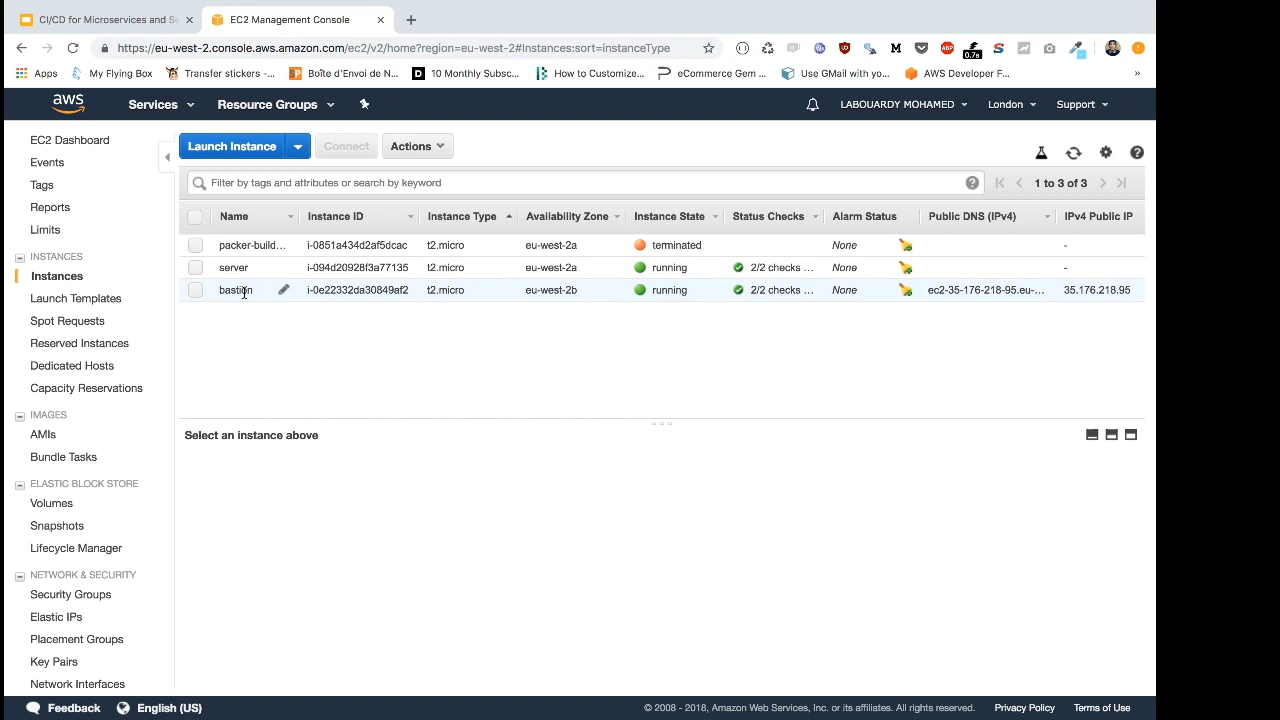 CI/CD for Microservices and Se
EC2 Management Console
https://eu-west-2.console.aws.amazon.com/ec2/v2/home?region=eu-west-2#Instances:sort=instanceType
0.7s
Apps My Flying Box Transfer stickers -... Boîte d'Envoi de N... 10 Monthly Subsc... How to Customize... eCommerce Gem ... Use GMail with yo... AWS Developer F... »
aws Services Resource Groups LABOUARDY MOHAMED London Support
EC2 Dashboard
Events
Tags
Reports
Limits
INSTANCES
Instances
Launch Templates
Spot Requests
Reserved Instances
Dedicated Hosts
Capacity Reservations
IMAGES
AMIs
Bundle Tasks
ELASTIC BLOCK STORE
Volumes
Snapshots
Lifecycle Manager
NETWORK & SECURITY
Security Groups
Elastic IPs
Placement Groups
Key Pairs
Network Interfaces
Launch Instance Connect Actions
Filter by tags and attributes or search by keyword
1 to 3 of 3
Name Instance ID Instance Type Availability Zone Instance State Status Checks Alarm Status Public DNS (IPv4) IPv4 Public IP
packer-build... i-0851a434d2af5dcac t2.micro eu-west-2a terminated None -
server i-094d20928f3a77135 t2.micro eu-west-2a running 2/2 checks ... None -
bastion i-0e22332da30849af2 t2.micro eu-west-2b running 2/2 checks ... None ec2-35-176-218-95.eu-... 35.176.218.95
Select an instance above
Feedback English (US) © 2008 - 2018, Amazon Web Services, Inc. or its affiliates. All rights reserved. Privacy Policy Terms of Use